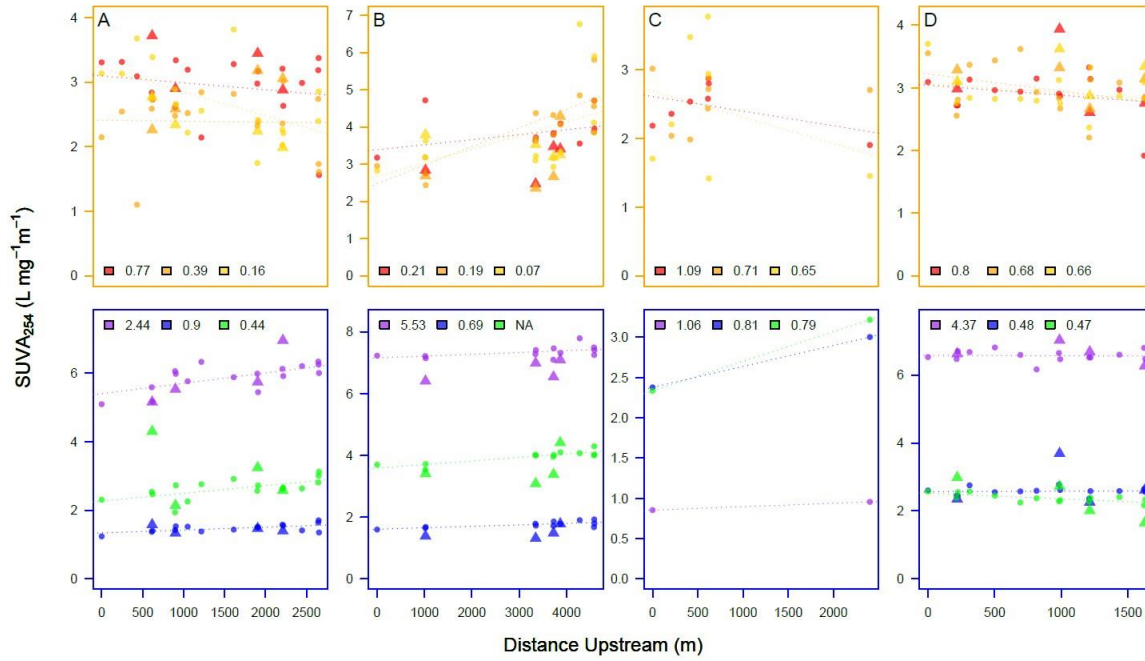 A
B
C
D
4
3
2
1
0
7
6
5
4
3
2
1
0
3
2
1
0
4
3
2
1
0
0.77 0.39 0.16
0.21 0.19 0.07
1.09 0.71 0.65
0.8 0.68 0.66
SUVA254 (L mg−1m−1)
2.44 0.9 0.44
5.53 0.69 NA
1.06 0.81 0.79
4.37 0.48 0.47
6
4
2
0
8
6
4
2
0
3.0
2.5
2.0
1.5
1.0
0.5
0.0
6
4
2
0
0 500 1000 1500 2000 2500
0 1000 3000 4000
0 500 1000 1500 2000
0 500 1000 1500
Distance Upstream (m)